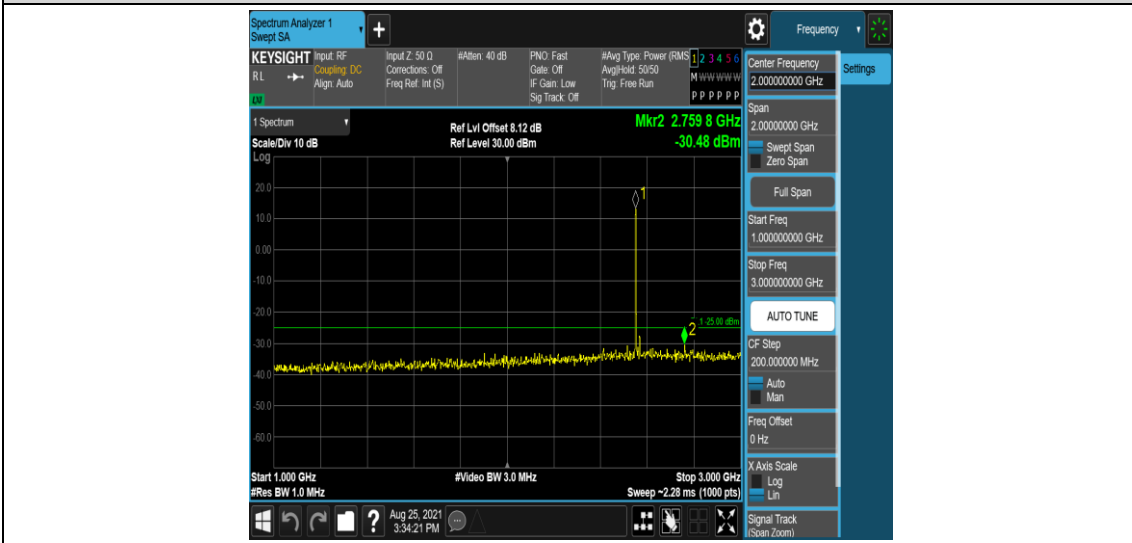 Spectrum Analyzer 1
Swept SA
+
Frequency
KEYSIGHT
RL
LXI
Input: RF
Coupling: DC
Align: Auto
Input Z: 50 Ω
Corrections: Off
Freq Ref: Int (S)
#Atten: 40 dB
PNO: Fast
Gate: Off
IF Gain: Low
Sig Track: Off
#Avg Type: Power (RMS
Avg|Hold: 50/50
Trig: Free Run
1 2 3 4 5 6
M W W W W W
P P P P P P
1 Spectrum
Scale/Div 10 dB
Log
Ref Lvl Offset 8.12 dB
Ref Level 30.00 dBm
Mkr2 2.759 8 GHz
-30.48 dBm
20.0
10.0
0.00
-10.0
-20.0
-30.0
-40.0
-50.0
-60.0
1
2
1 -25.00 dBm
Start 1.000 GHz
#Res BW 1.0 MHz
#Video BW 3.0 MHz
Stop 3.000 GHz
Sweep ~2.28 ms (1000 pts)
?
Aug 25, 2021
3:34:21 PM
Center Frequency
2.000000000 GHz
Settings
Span
2.00000000 GHz
Swept Span
Zero Span
Full Span
Start Freq
1.000000000 GHz
Stop Freq
3.000000000 GHz
AUTO TUNE
CF Step
200.000000 MHz
Auto
Man
Freq Offset
0 Hz
X Axis Scale
Log
Lin
Signal Track
(Span Zoom)